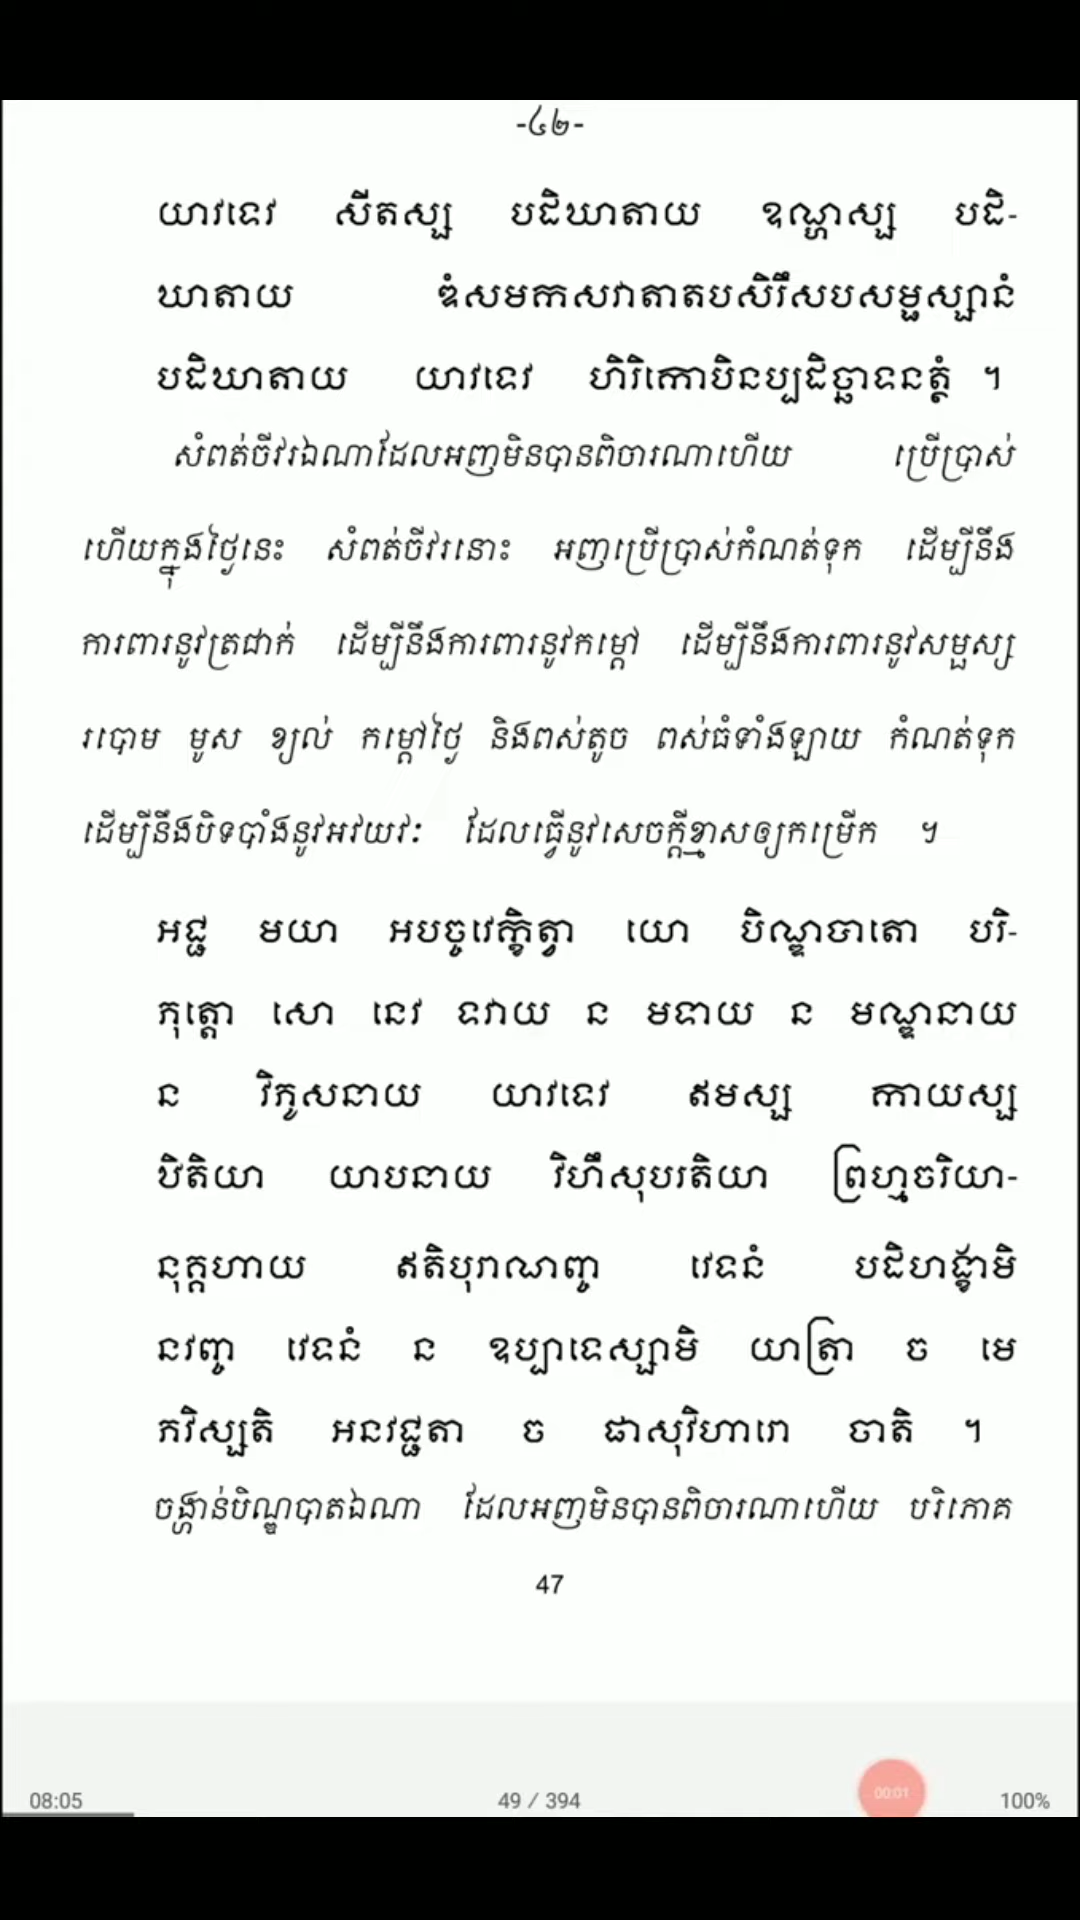 -៤២-
យាវទេវ សីតស្ស បដិឃាតាយ ឧណ្ហស្ស បដិ-
ឃាតាយ ឌំសមកសវាតាតបសិរឹសបសម្ផស្សានំ
បដិឃាតាយ យាវទេវ ហិរិកោបិនប្បដិច្ឆាទនត្ថំ ។
សំពត់ចីវរឯណាដែលអញមិនបានពិចារណាហើយ ប្រើប្រាស់
ហើយក្នុងថ្ងៃនេះ សំពត់ចីវរនោះ អញប្រើប្រាស់កំណត់ទុក ដើម្បីនឹង
ការពារនូវត្រជាក់ ដើម្បីនឹងការពារនូវកម្ដៅ ដើម្បីនឹងការពារនូវសម្ផស្ស
របោម មូស ខ្យល់ កម្ដៅថ្ងៃ និងពស់តូច ពស់ធំទាំងឡាយ កំណត់ទុក
ដើម្បីនឹងបិទបាំងនូវអវយវៈ ដែលធ្វើនូវសេចក្ដីខ្មាសឲ្យកម្រើក ។
អជ្ជ មយា អបច្ចវេក្ខិត្វា យោ បិណ្ឌបាតោ បរិ-
ភុត្តោ សោ នេវ ទវាយ ន មទាយ ន មណ្ឌនាយ
ន វិភូសនាយ យាវទេវ ឥមស្ស កាយស្ស
ឋិតិយា យាបនាយ វិហឹសុបរតិយា ព្រហ្មចរិយា-
នុគ្គហាយ ឥតិបុរាណញ្ច វេទនំ បដិហង្ខាមិ
នវញ្ច វេទនំ ន ឧប្បាទេស្សាមិ យាត្រា ច មេ
ភវិស្សតិ អនវជ្ជតា ច ផាសុវិហារោ ចាតិ ។
ចង្ហាន់បិណ្ឌបាតឯណា ដែលអញមិនបានពិចារណាហើយ បរិភោគ
47
08:05 49 / 394 00:01 100%